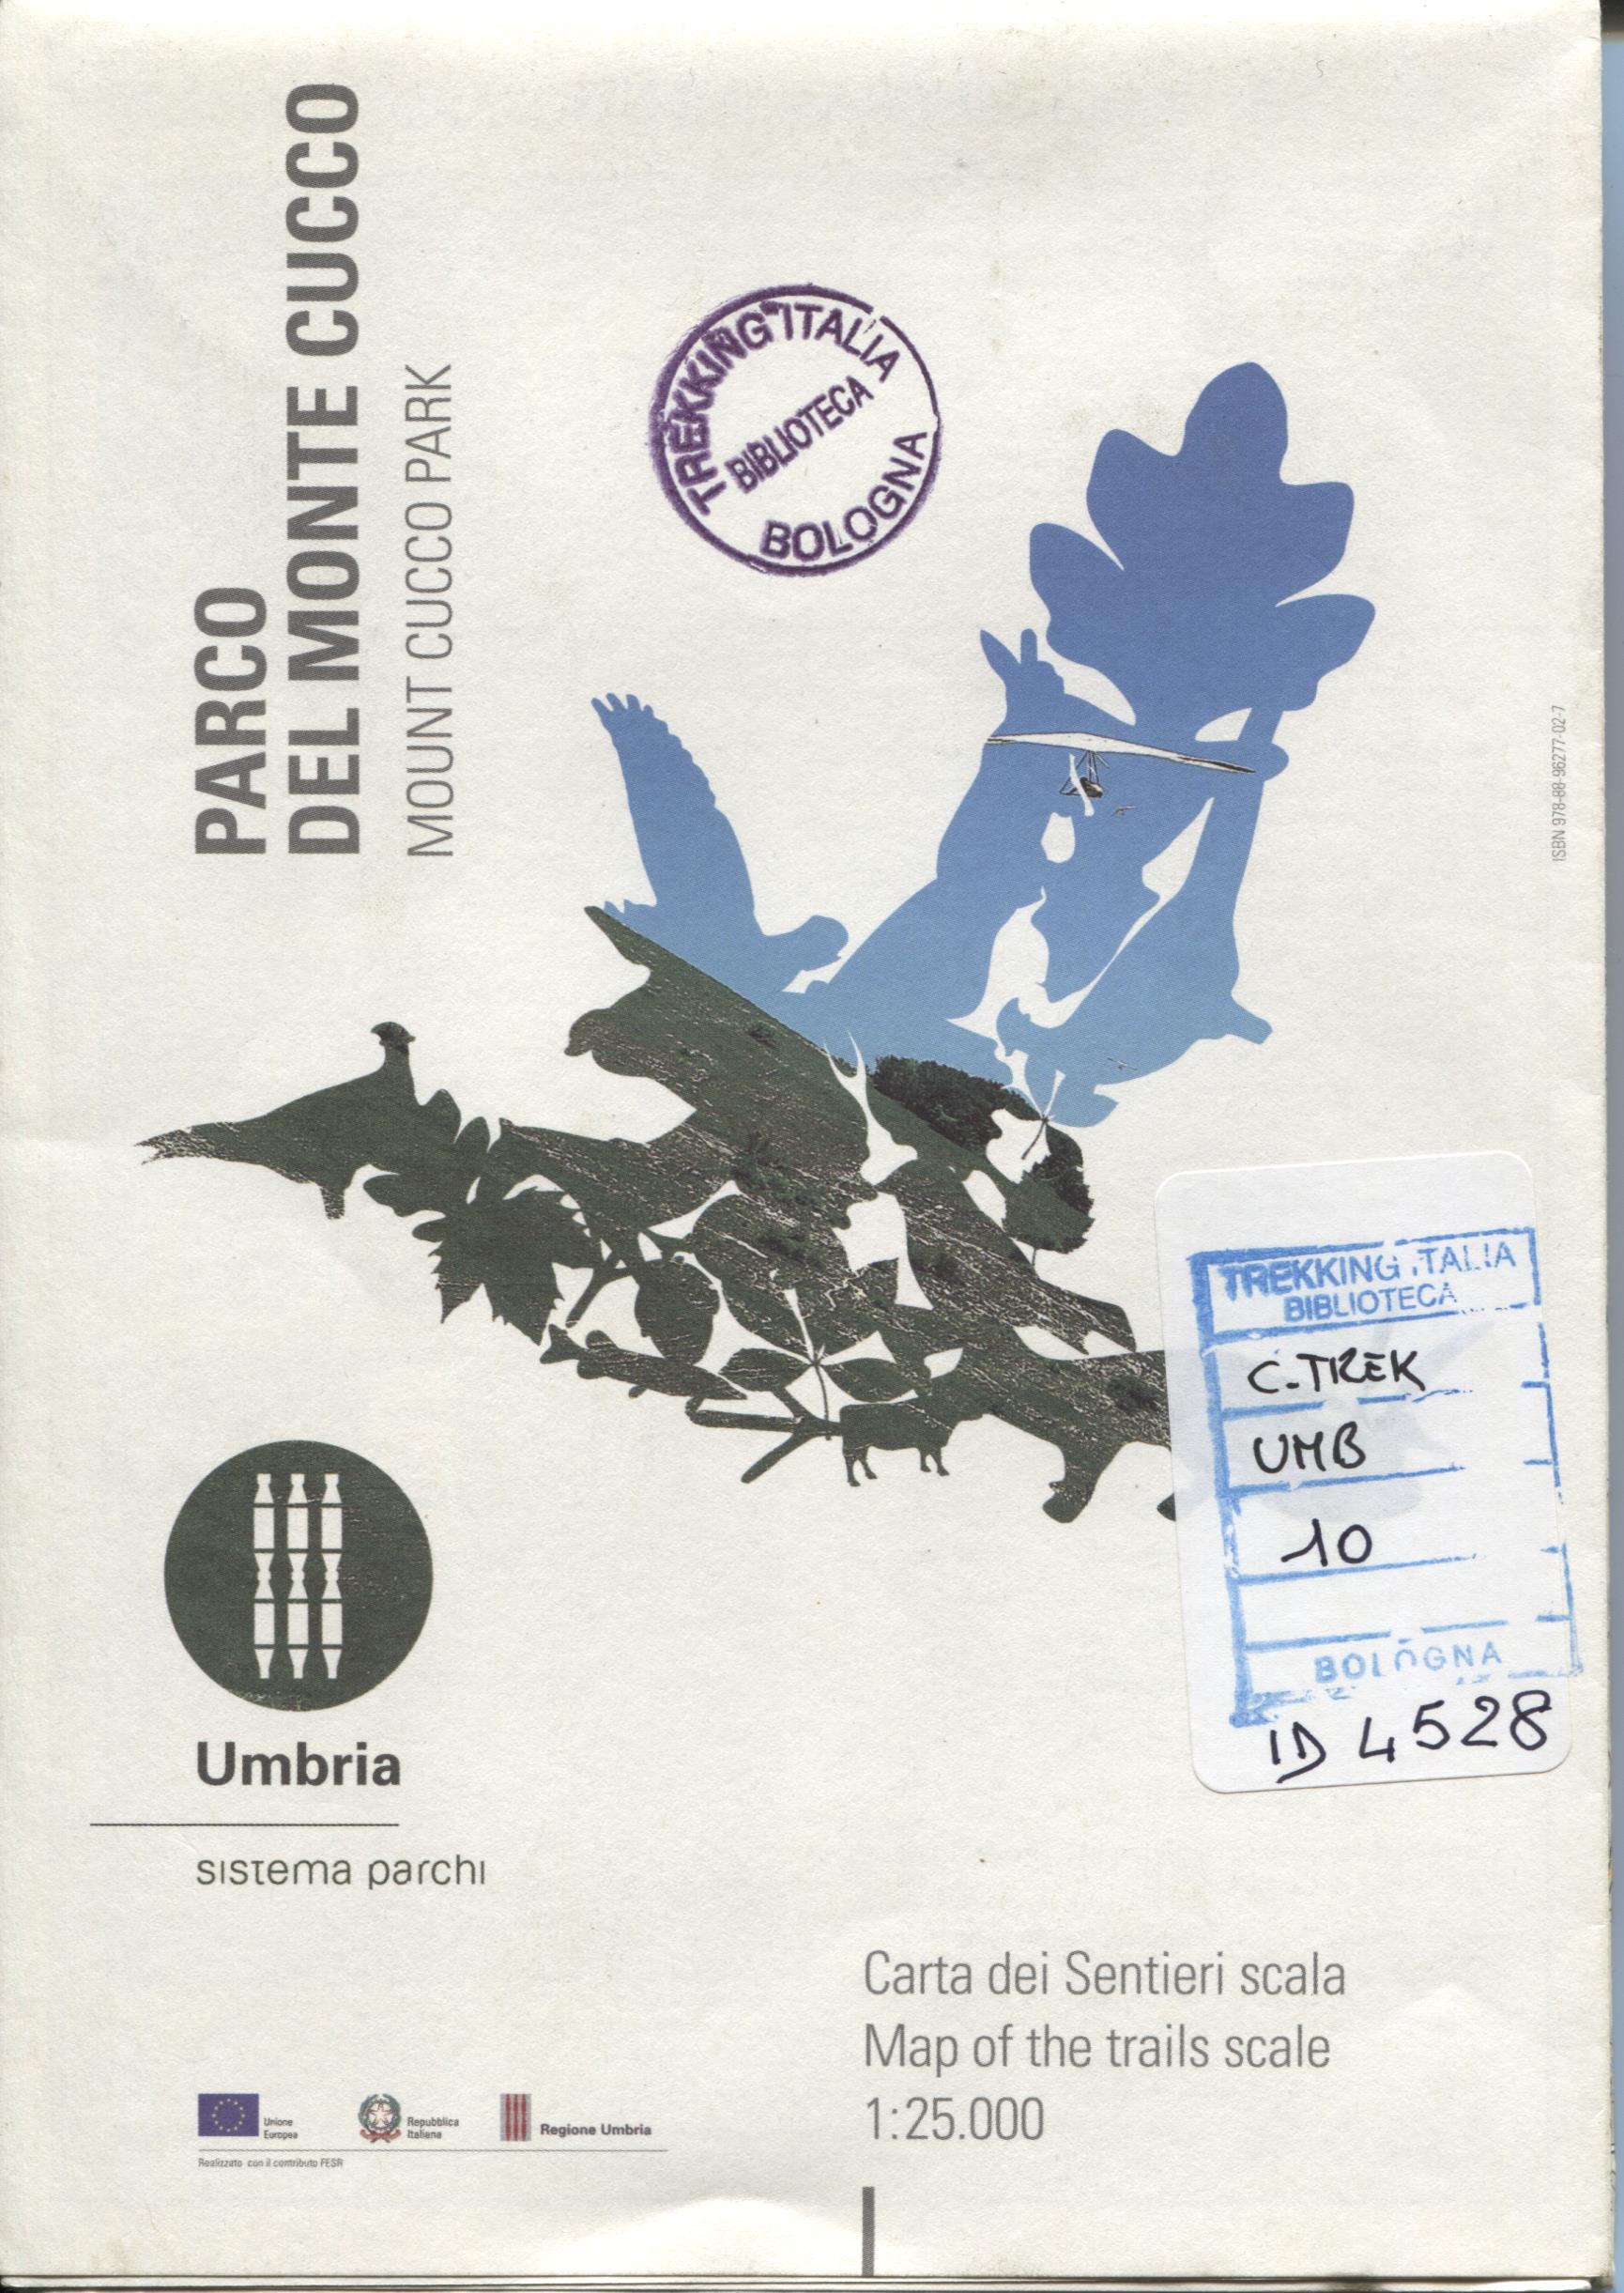 PARCO
DEL MONTE CUCCO
MOUNT CUCCO PARK
TREKKING ITALIA
BIBLIOTECA
BOLOGNA
ISBN 978-88-96277-02-7
TREKKING ITALIA
BIBLIOTECA
C.TREK
UMB
10
BOLOGNA
ID 4528
Umbria
sistema parchi
Carta dei Sentieri scala
Map of the trails scale
1:25.000
Unione
Europea
Repubblica
Italiana
Regione Umbria
Realizzato con il contributo FESR